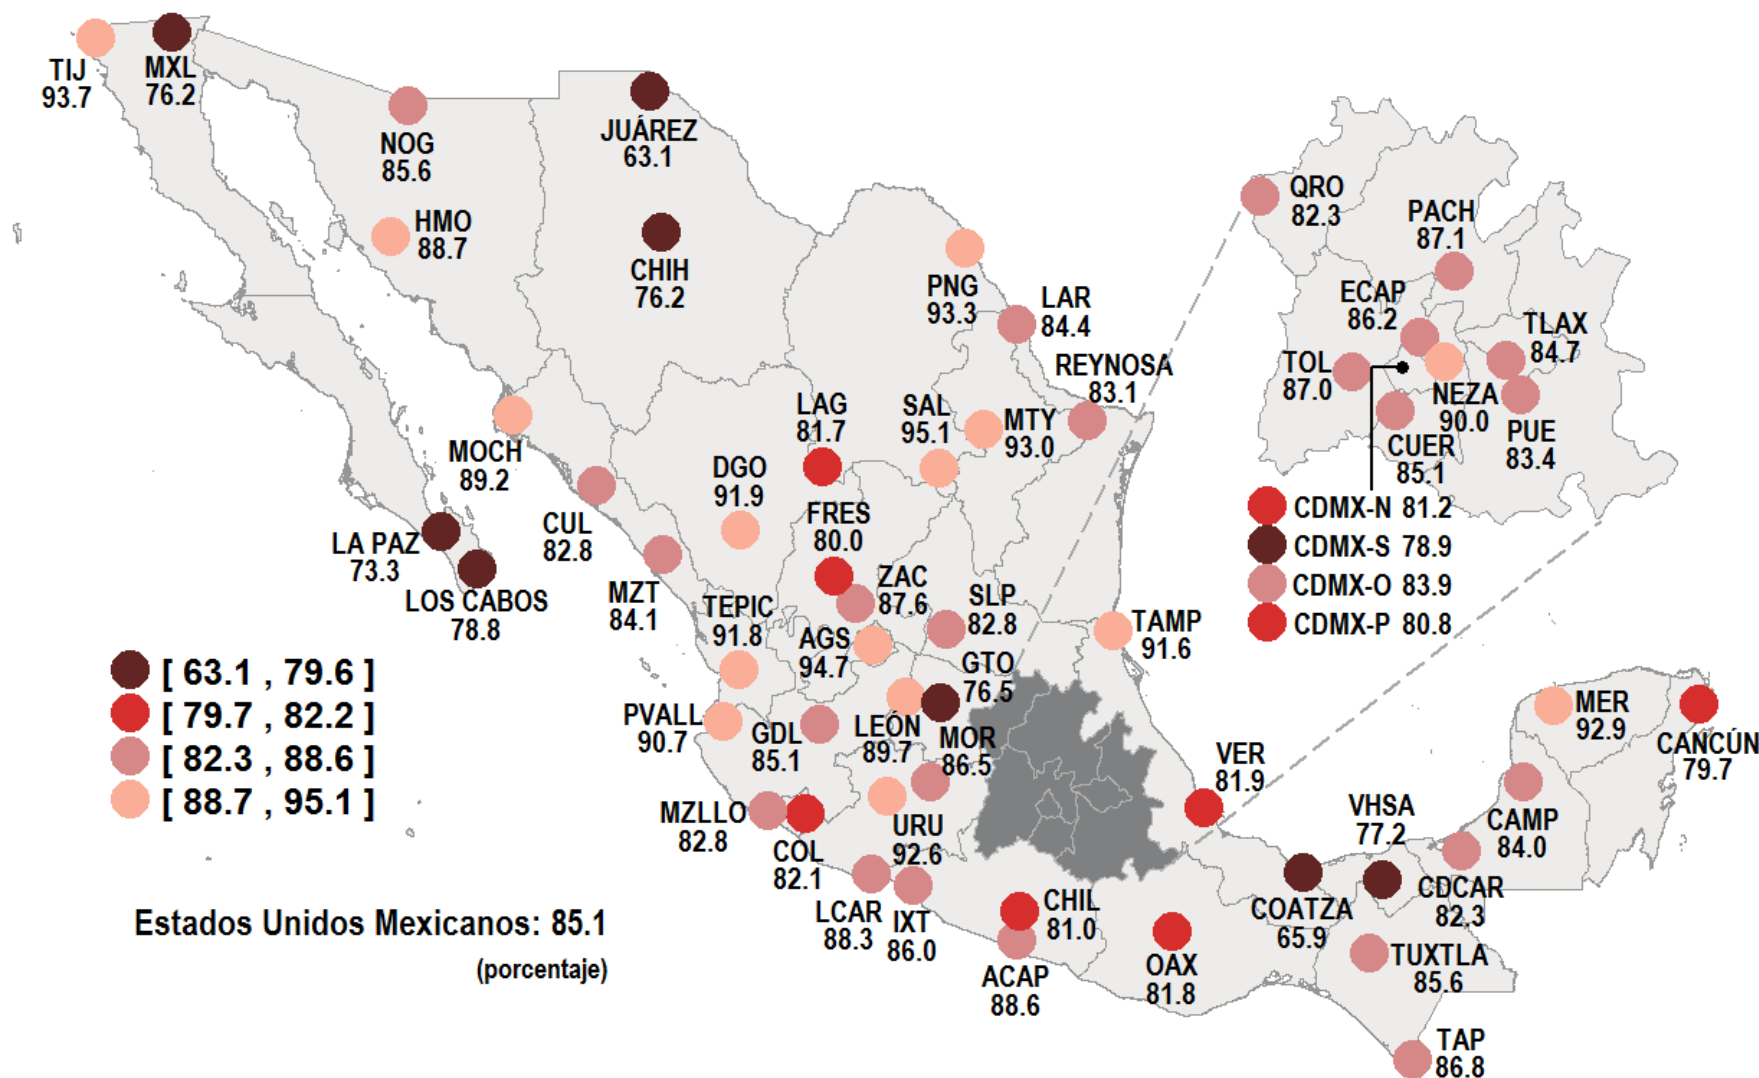 TIJ
93.7
MXL
76.2
NOG
85.6
HMO
88.7
JUÁREZ
63.1
CHIH
76.2
PNG
93.3
LAR
84.4
REYNOSA
83.1
MOCH
89.2
CUL
82.8
LA PAZ
73.3
LOS CABOS
78.8
MZT
84.1
DGO
91.9
LAG
81.7
SAL
95.1
MTY
93.0
FRES
80.0
ZAC
87.6
SLP
82.8
TEPIC
91.8
AGS
94.7
GTO
76.5
TAMP
91.6
PVALL
90.7
GDL
85.1
LEÓN
89.7
MOR
86.5
MZLLO
82.8
COL
82.1
URU
92.6
LCAR
88.3
IXT
86.0
CHIL
81.0
ACAP
88.6
OAX
81.8
VER
81.9
COATZA
65.9
VHSA
77.2
CDCAR
82.3
CAMP
84.0
MER
92.9
CANCÚN
79.7
TUXTLA
85.6
TAP
86.8
QRO
82.3
PACH
87.1
ECAP
86.2
TLAX
84.7
TOL
87.0
NEZA
90.0
CUER
85.1
PUE
83.4
CDMX-N 81.2
CDMX-S 78.9
CDMX-O 83.9
CDMX-P 80.8
[ 63.1 , 79.6 ]
[ 79.7 , 82.2 ]
[ 82.3 , 88.6 ]
[ 88.7 , 95.1 ]
Estados Unidos Mexicanos: 85.1
(porcentaje)